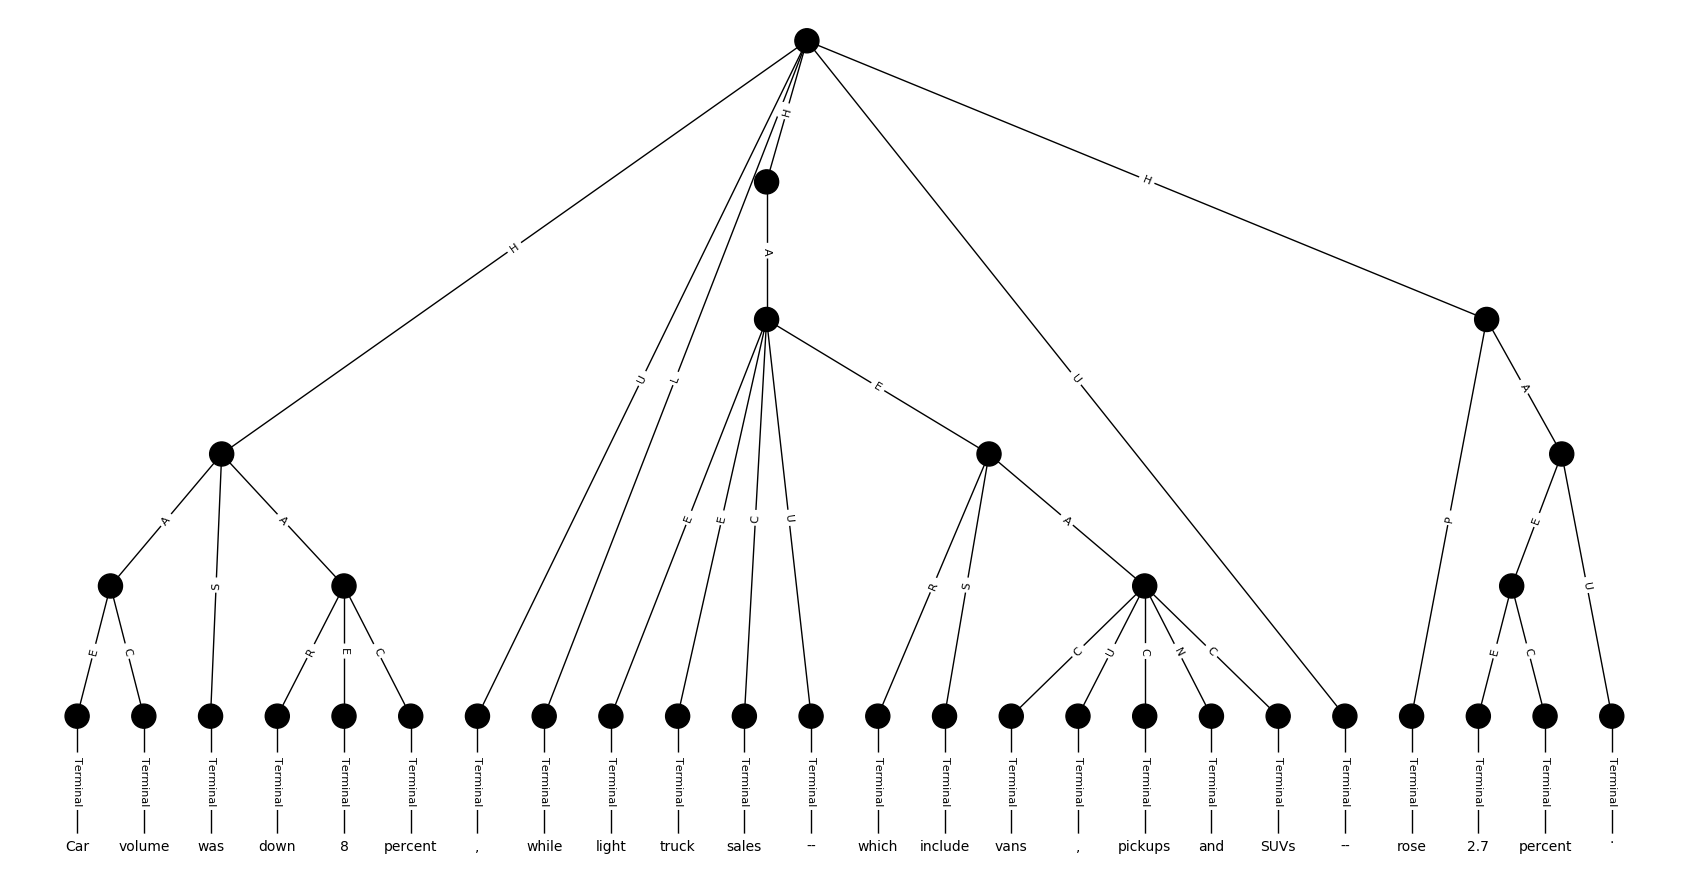 H
H
H
A
H
U
L
U
E
A
A
A
E
E
C
U
A
P
E
S
R
S
U
E
C
R
E
C
C
U
C
N
C
E
C
Terminal Terminal Terminal Terminal Terminal Terminal Terminal Terminal Terminal Terminal Terminal Terminal Terminal Terminal Terminal Terminal Terminal Terminal Terminal Terminal Terminal Terminal Terminal Terminal
Car volume was down 8 percent , while light truck sales -- which include vans , pickups and SUVs -- rose 2.7 percent .